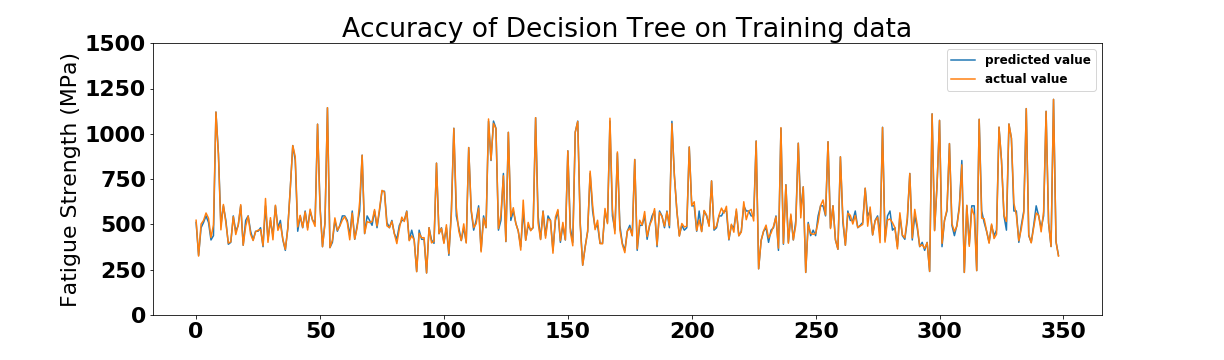 Accuracy of Decision Tree on Training data
Fatigue Strength (MPa)
1500
1250
1000
750
500
250
0
predicted value
actual value
0 50 100 150 200 250 300 350